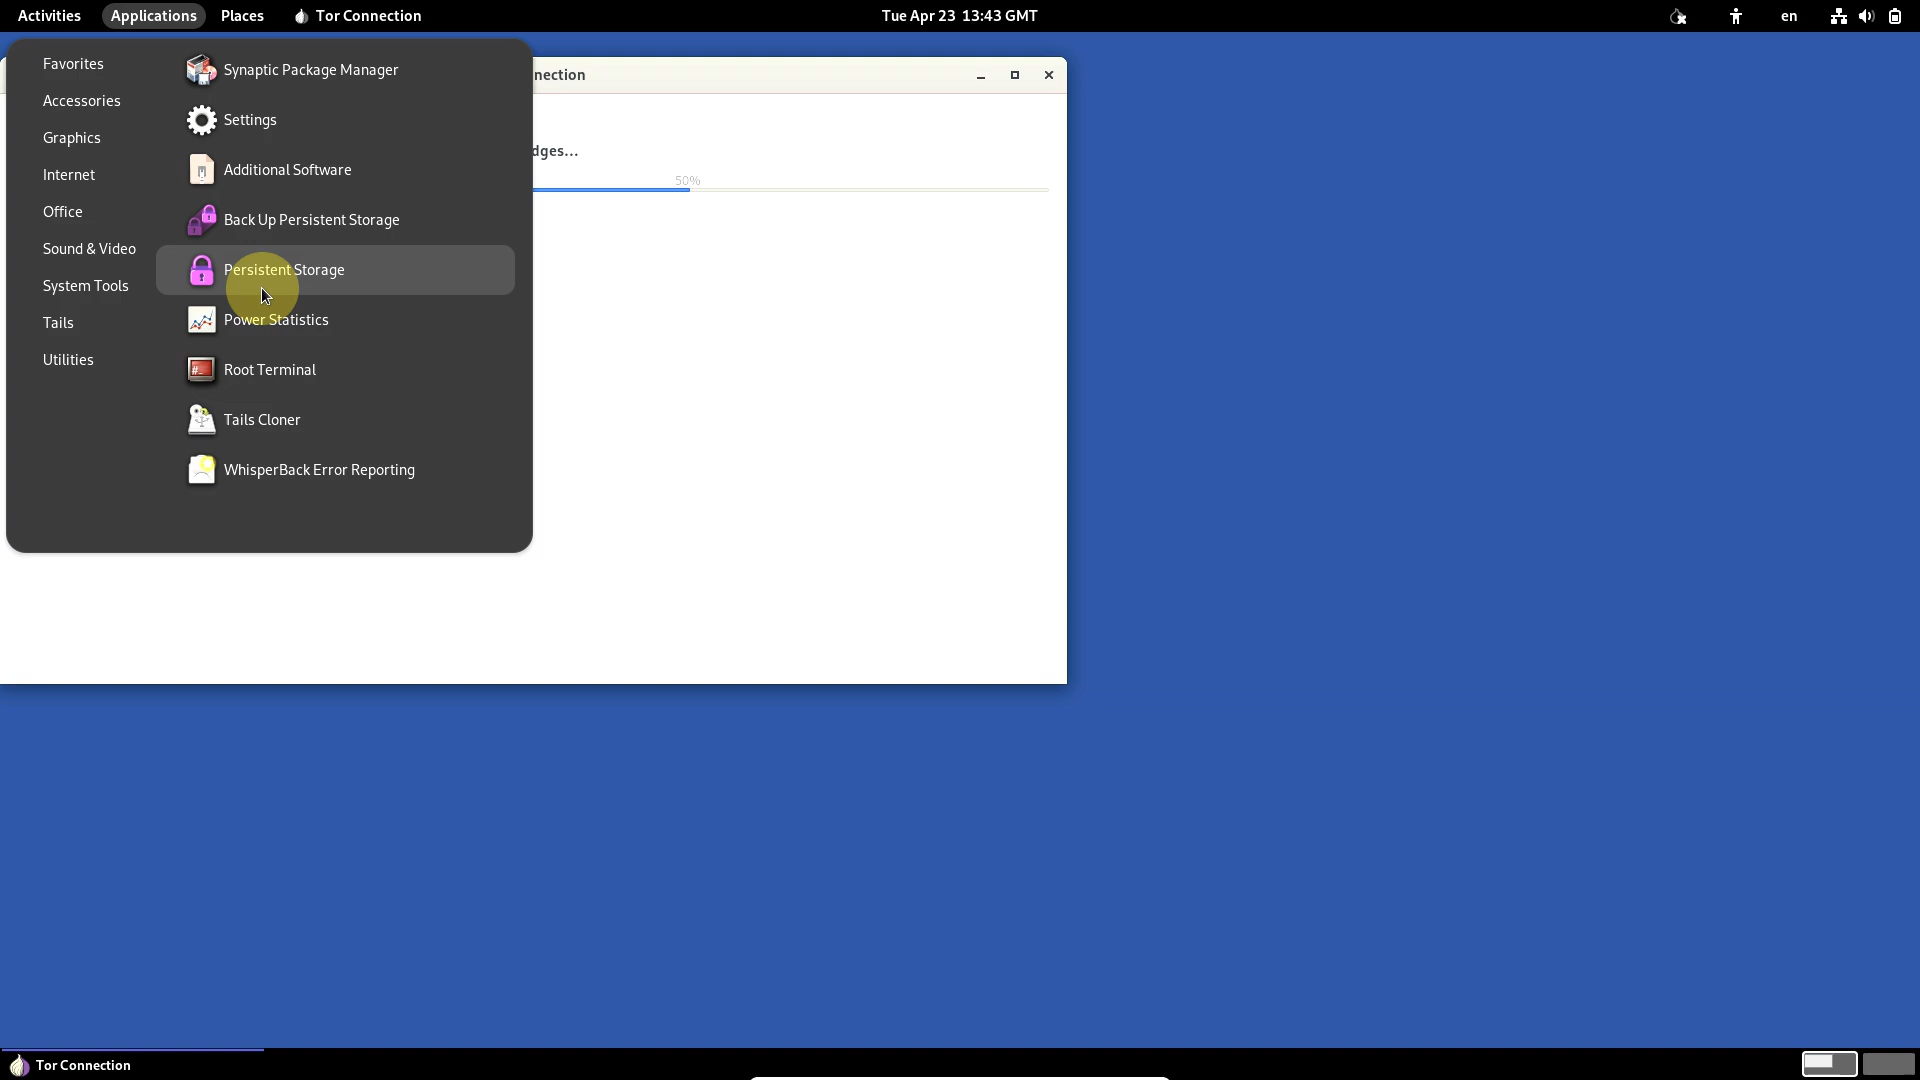 Activities Applications Places Tor Connection Tue Apr 23 13:43 GMT en
Favorites
Accessories
Graphics
Internet
Office
Sound & Video
System Tools
Tails
Utilities
Synaptic Package Manager
Settings
Additional Software
Back Up Persistent Storage
Persistent Storage
Power Statistics
Root Terminal
Tails Cloner
WhisperBack Error Reporting
nnection
dges...
50%
Tor Connection